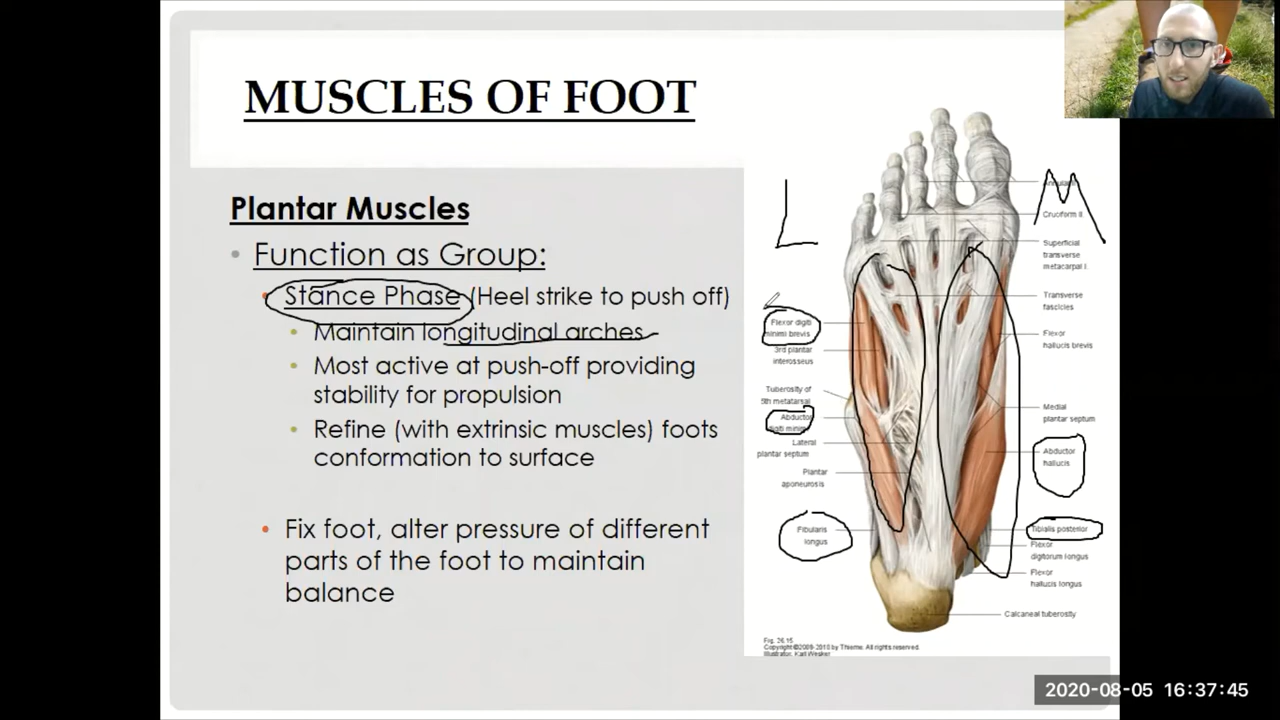 MUSCLES OF FOOT
Plantar Muscles
• Function as Group:
• Stance Phase (Heel strike to push off)
• Maintain longitudinal arches
• Most active at push-off providing
stability for propulsion
• Refine (with extrinsic muscles) foots
conformation to surface
• Fix foot, alter pressure of different
parts of the foot to maintain
balance
L
M
Flexor digiti
minimi brevis
3rd plantar
interosseus
Tuberosity of
5th metatarsal
Abductor
digiti minimi
Lateral
plantar septum
Plantar
aponeurosis
Fibularis
longus
Cruciform ll
Superficial
transverse
metacarpal l.
Transverse
fascicles
Flexor
hallucis brevis
Medial
plantar septum
Abductor
hallucis
Tibialis posterior
Flexor
digitorum longus
Flexor
hallucis longus
Calcaneal tuberosity
Fig. 26.15
Copyright©2008-2010 by Thieme. All rights reserved.
Illustrator: Karl Wesker
2020-08-05 16:37:45